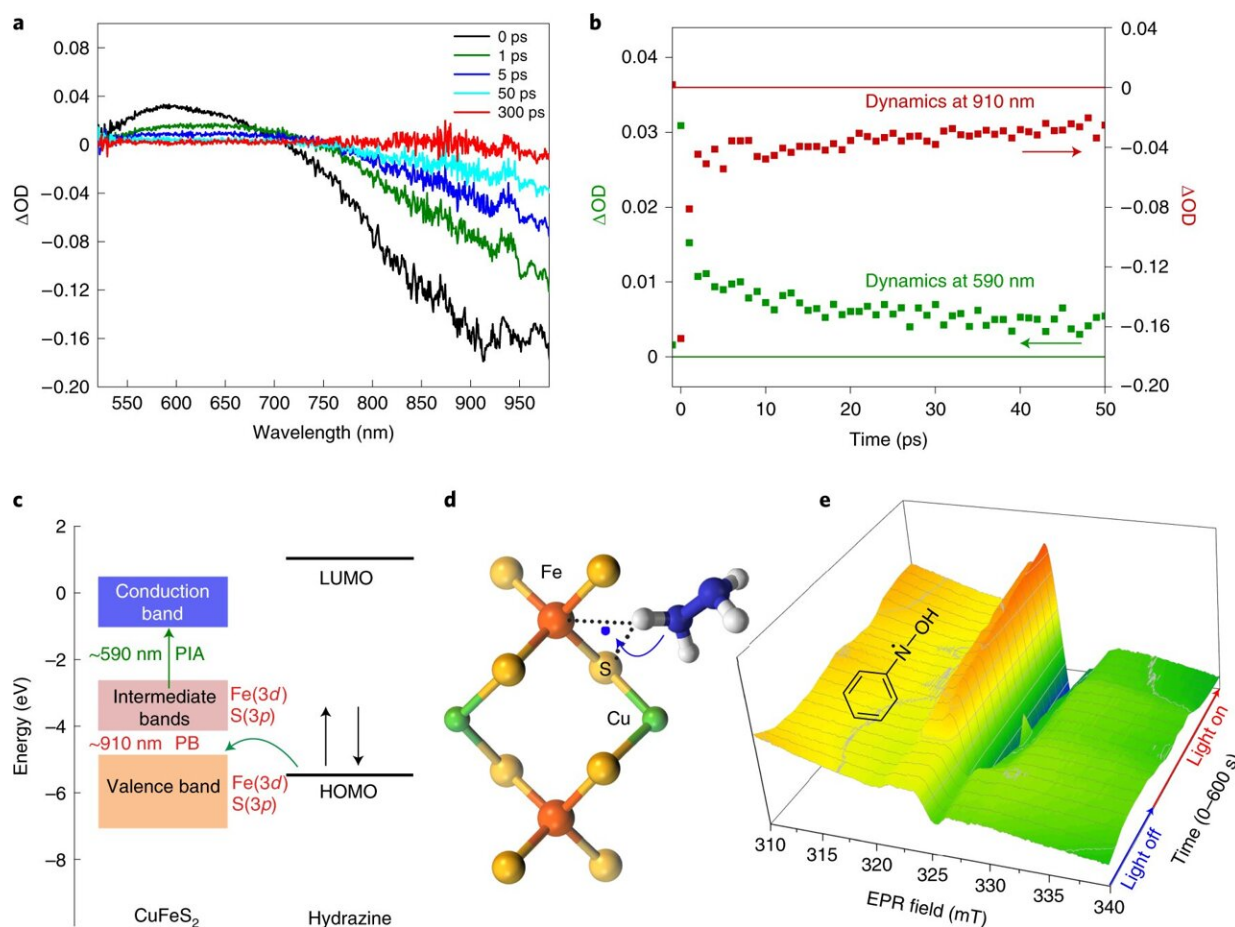 a
0.08
0.04
0
−0.04
−0.08
−0.12
−0.16
−0.20
ΔOD
550
600
650
700
750
800
850
900
950
Wavelength (nm)
0 ps
1 ps
5 ps
50 ps
300 ps
b
0.04
0.03
0.02
0.01
0
ΔOD
0.04
0
−0.04
−0.08
−0.12
−0.16
−0.20
ΔOD
Dynamics at 910 nm
Dynamics at 590 nm
0
10
20
30
40
50
Time (ps)
c
2
0
−2
−4
−6
−8
Energy (eV)
Conduction
band
~590 nm PIA
Intermediate
bands
Fe(3d)
S(3p)
~910 nm PB
Valence band
Fe(3d)
S(3p)
LUMO
HOMO
CuFeS2
Hydrazine
d
Fe
S
Cu
e
N
OH
310
315
320
325
330
335
340
EPR field (mT)
Light off
Light on
Time (0–600 s)